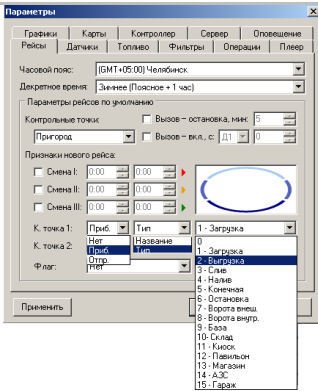 Параметры
Графики Карты Контроллер Сервер Оповещение
Рейсы Датчики Топливо Фильтры Операции Плеер
Часовой пояс: (GMT+05:00) Челябинск
Декретное время: Зимнее (Поясное + 1 час)
Параметры рейсов по умолчанию
Контрольные точки: Вызов – остановка, мин: 5
Пригород Вызов – вкл., с: Д1 0
Признаки нового рейса:
Смена I: 0:00 0:00
Смена II: 0:00 0:00
Смена III: 0:00 0:00
К. точка 1: Приб. Тип 1 - Загрузка
К. точка 2:
Нет
Приб.
Отпр.
Название
Тип
0
1 - Загрузка
2 - Выгрузка
3 - Слив
4 - Налив
5 - Конечная
6 - Остановка
7 - Ворота внеш.
8 - Ворота внутр.
9 - База
10- Склад
11 - Киоск
12 - Павильон
13 - Магазин
14 - АЗС
15 - Гараж
Флаг: Нет
Применить